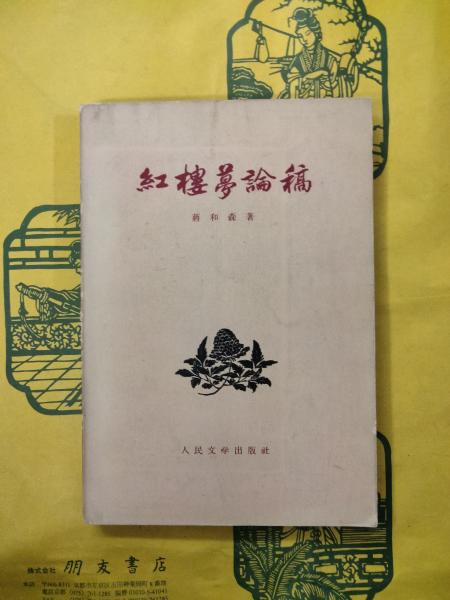 紅樓夢論稿
蔣和森著
人民文学出版社
株式会社 朋友書店